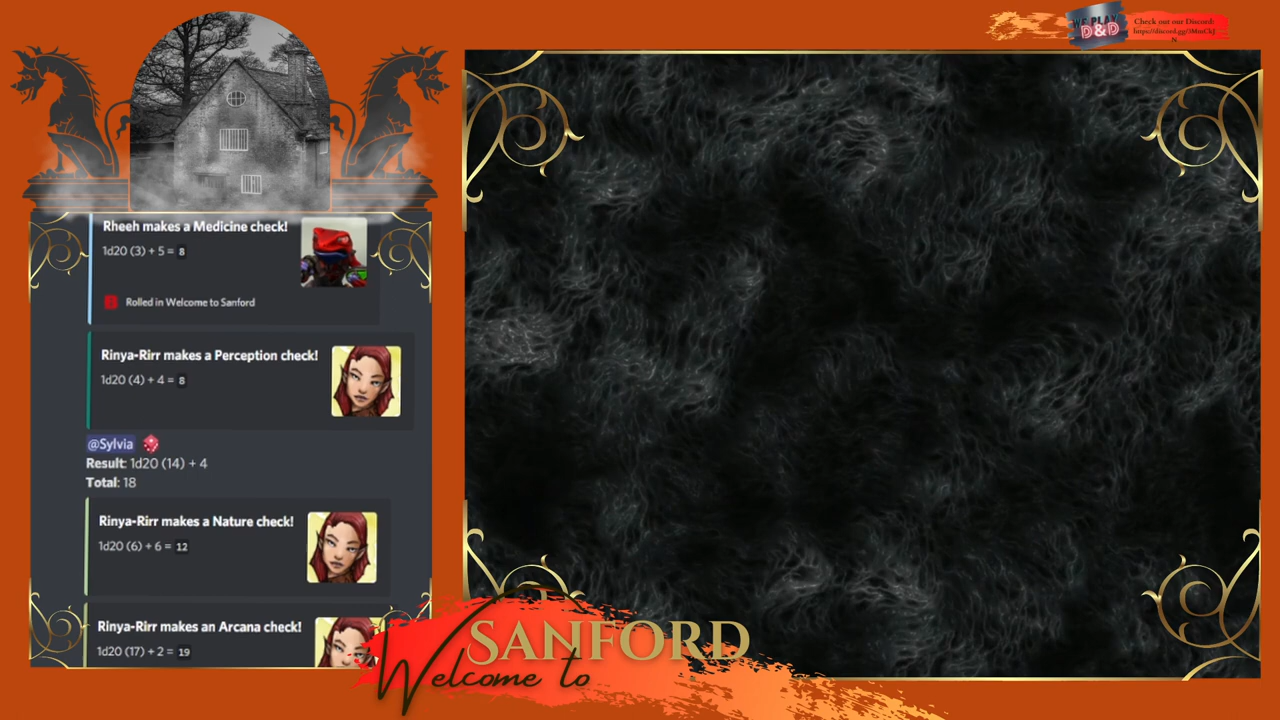 WE PLAY
D&D
Check out our Discord:
Rheeh makes a Medicine check!
1d20 (3) + 5 = 8
Rolled in Welcome to Sanford
Rinya-Rirr makes a Perception check!
1d20 (4) + 4 = 8
@Sylvia
Result: 1d20 (14) + 4
Total: 18
Rinya-Rirr makes a Nature check!
1d20 (6) + 6 = 12
Rinya-Rirr makes an Arcana check!
1d20 (17) + 2 = 19
SANFORD
Welcome to